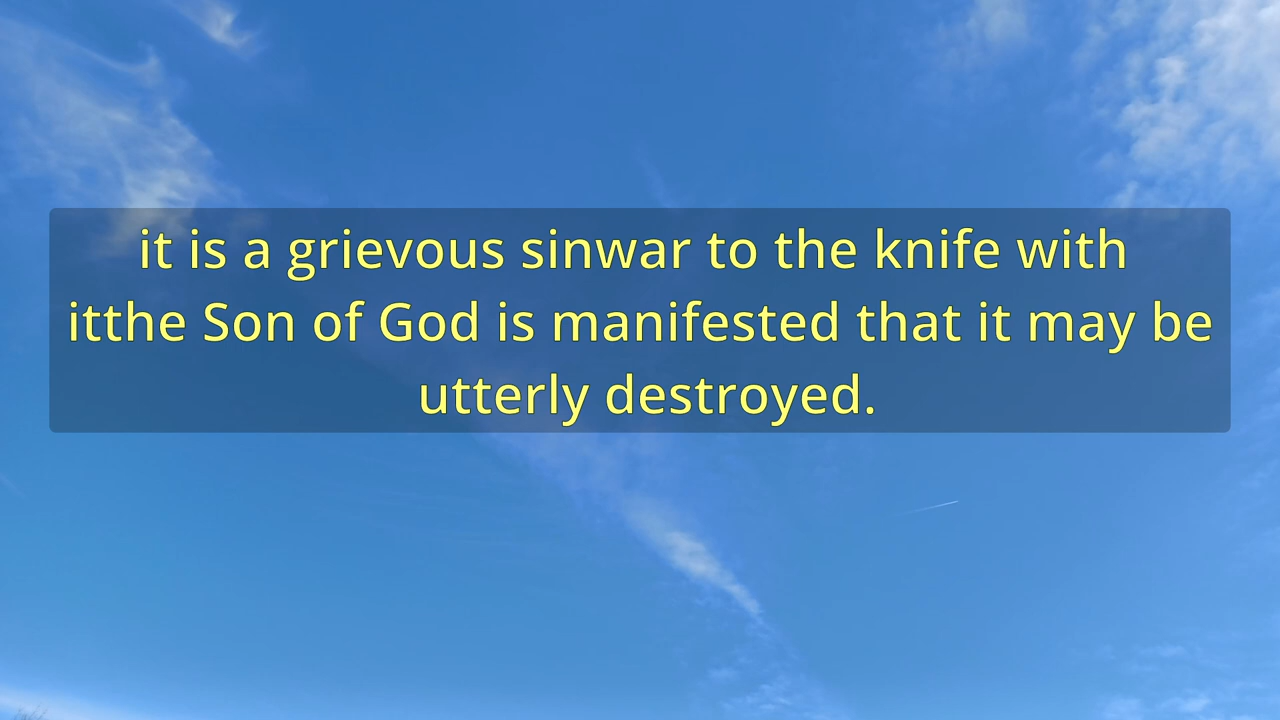 it is a grievous sinwar to the knife with
itthe Son of God is manifested that it may be
utterly destroyed.